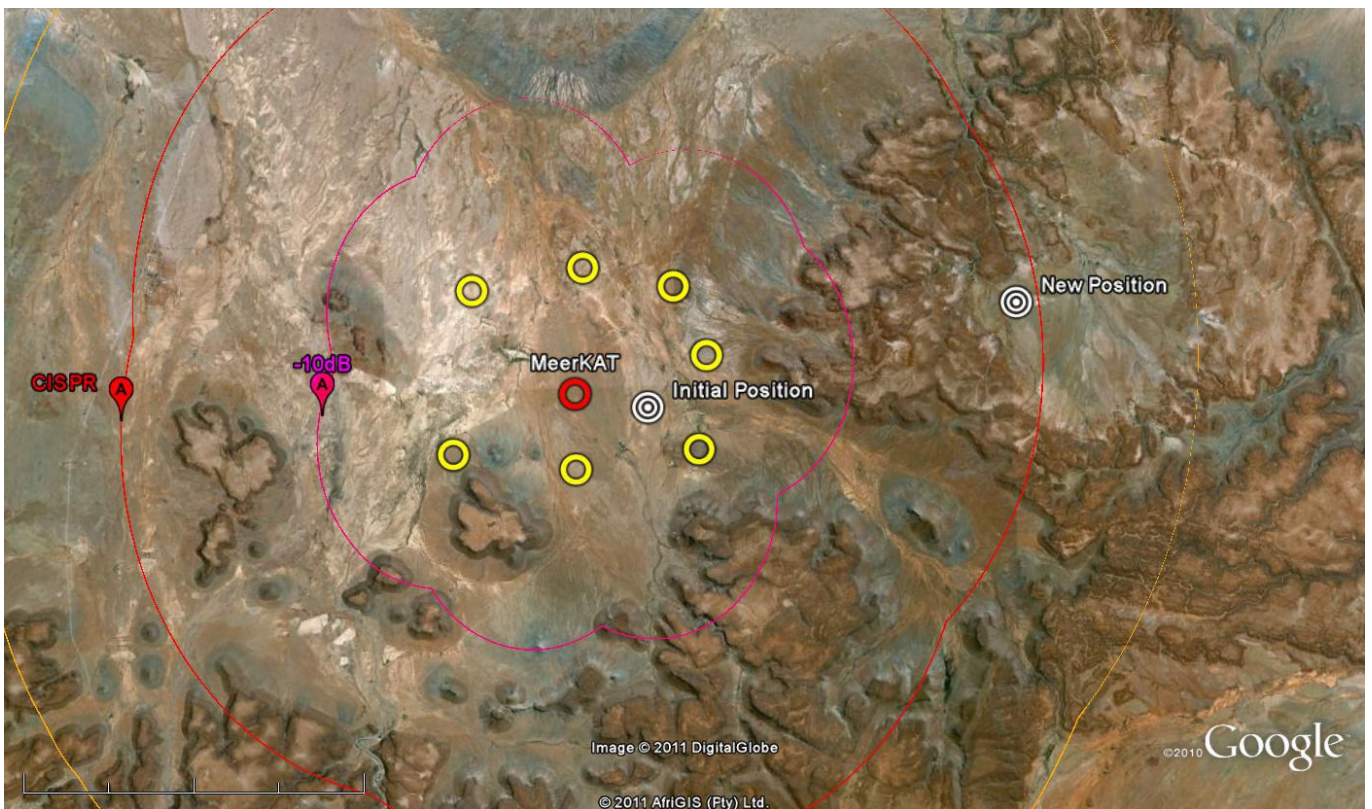 New Position
MeerKAT
-10dB
A
CISPR
A
Initial Position
Image © 2011 DigitalGlobe
©2010 Google
© 2011 AfriGIS (Pty) Ltd.